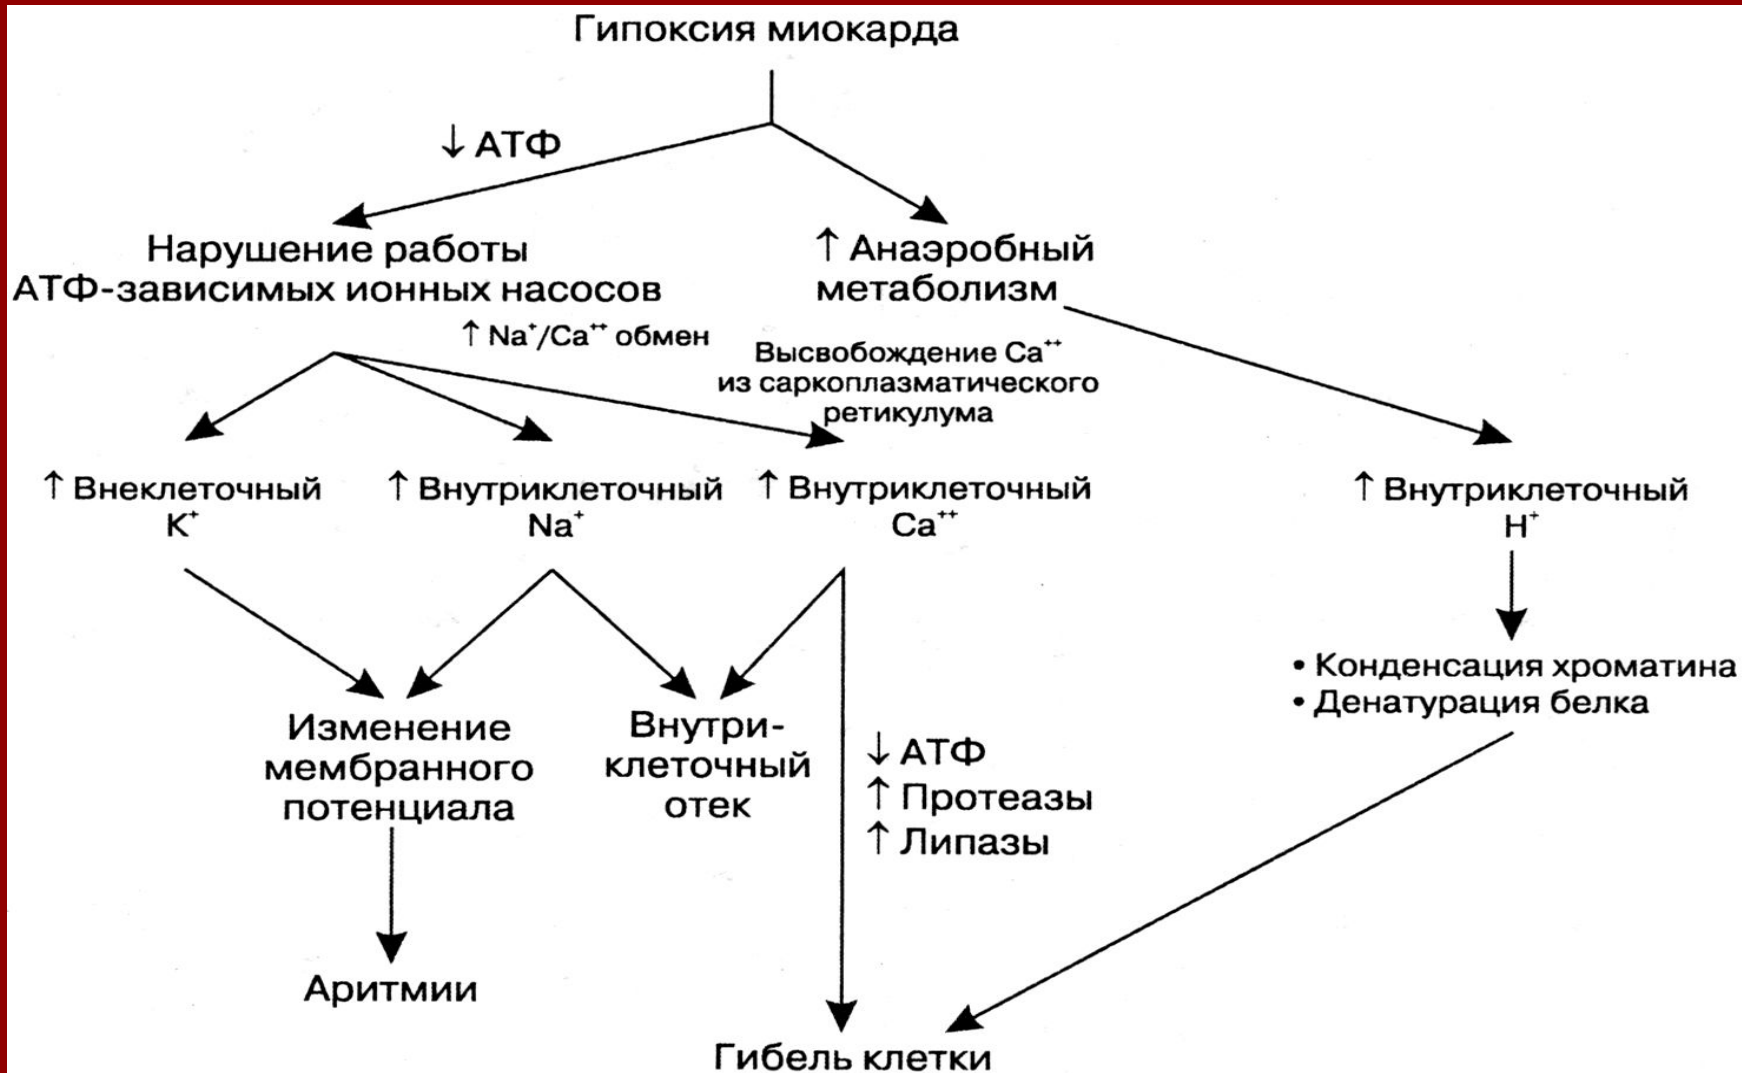 Гипоксия миокарда
↓ АТФ
Нарушение работы
АТФ-зависимых ионных насосов
↑ Анаэробный
метаболизм
↑ Na⁺/Ca⁺⁺ обмен
Высвобождение Ca⁺⁺
из саркоплазматического
ретикулума
↑ Внеклеточный
K⁺
↑ Внутриклеточный
Na⁺
↑ Внутриклеточный
Ca⁺⁺
↑ Внутриклеточный
H⁺
• Конденсация хроматина
• Денатурация белка
Изменение
мембранного
потенциала
Внутри-
клеточный
отек
↓ АТФ
↑ Протеазы
↑ Липазы
Аритмии
Гибель клетки